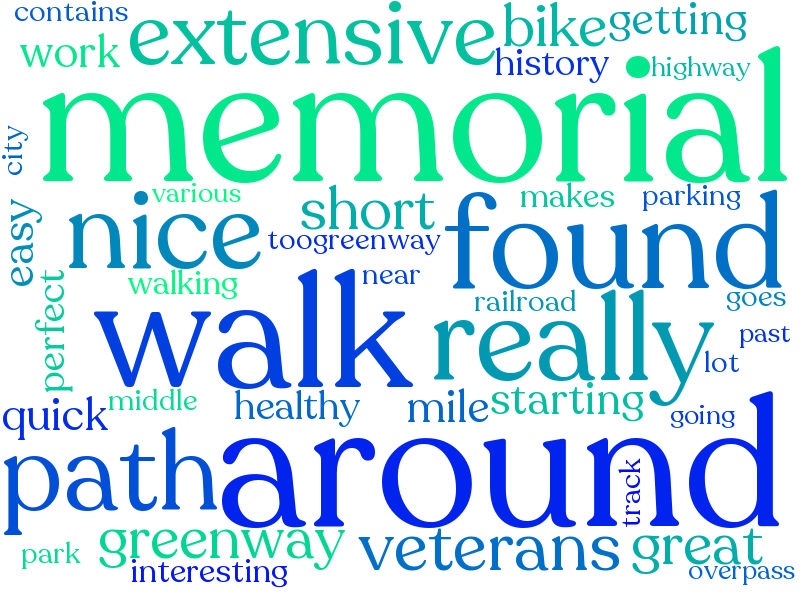 contains
extensive
bike
getting
work
history
highway
memorial
city
various
short
makes
parking
easy
nice
toogreenway
found
walking
near
perfect
walk
railroad
goes
really
past
lot
middle
healthy
mile
starting
quick
going
path
around
track
park
greenway
veterans
great
interesting
overpass